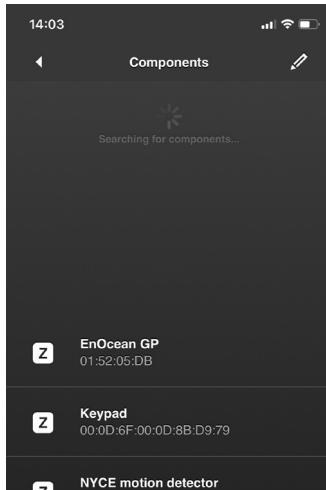 14:03
Components
Searching for components...
Z
EnOcean GP
01:52:05:DB
Z
Keypad
00:0D:6F:00:0D:8B:D9:79
Z
NYCE motion detector